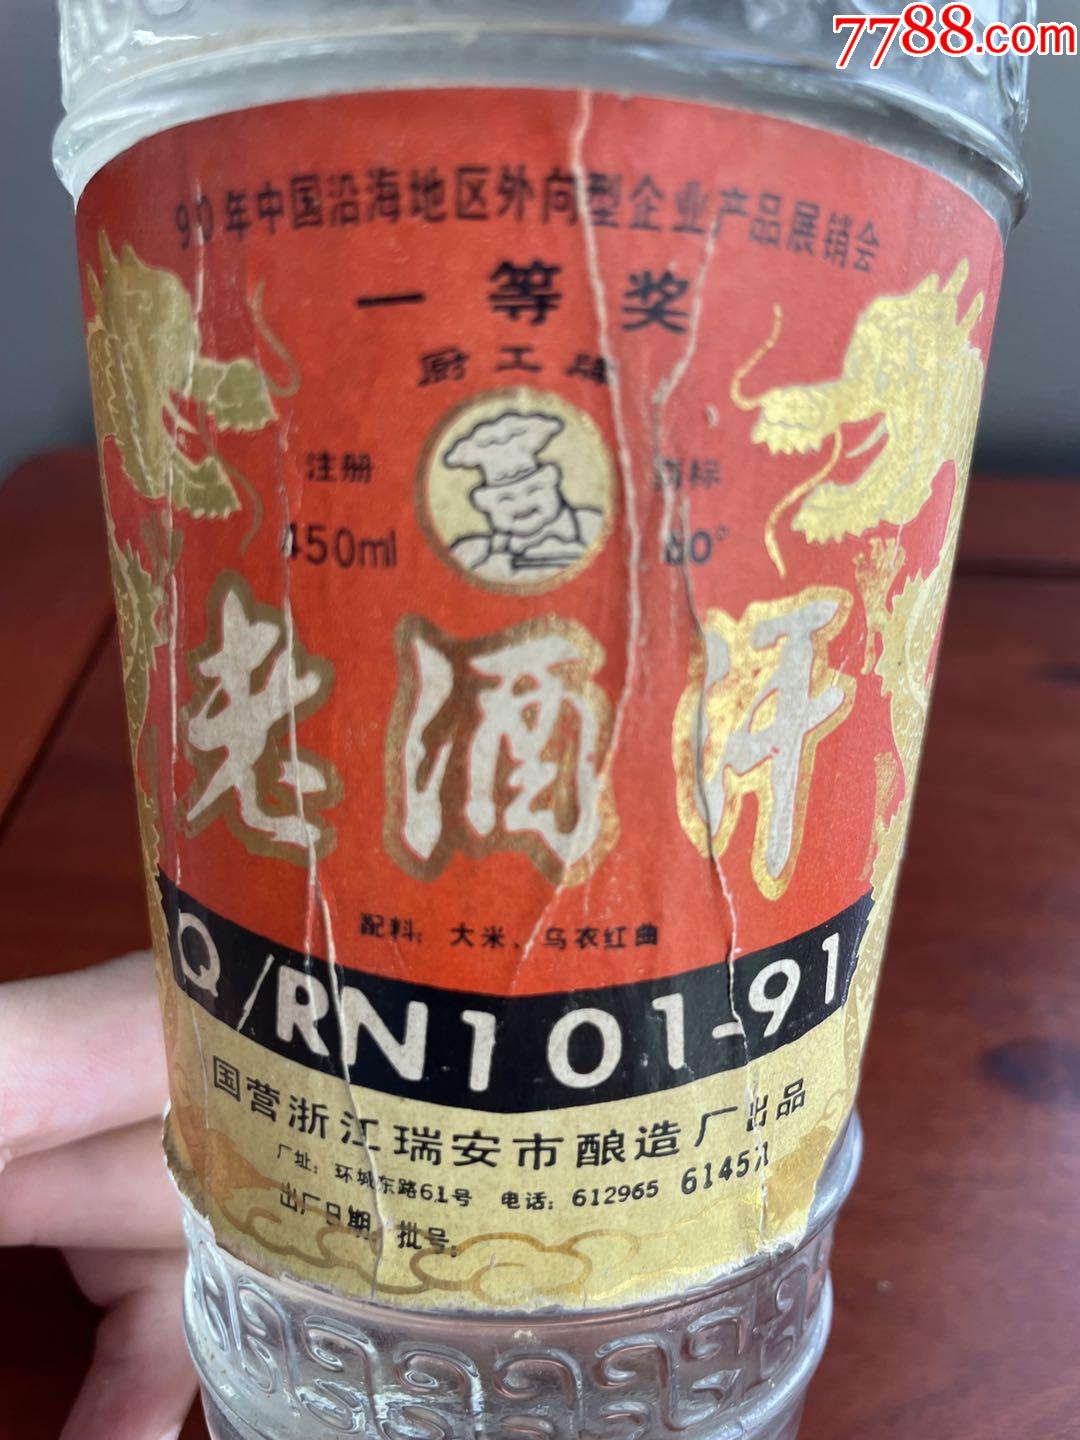 7788.com
90年中国沿海地区外向型企业产品展销会
一等奖
厨工牌
注册 商标
450ml
老酒汗
配料：大米、乌衣红曲
Q/RN101-91
国营浙江瑞安市酿造厂出品
厂址：环城东路61号 电话：612965
出厂日期： 批号：